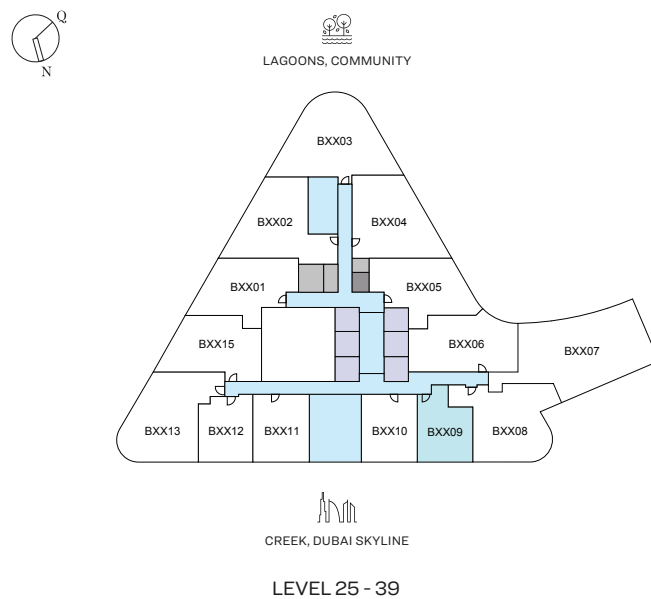 Q
N
LAGOONS, COMMUNITY
BXX03
BXX02
BXX04
BXX01
BXX05
BXX15
BXX06
BXX07
BXX13
BXX12
BXX11
BXX10
BXX09
BXX08
CREEK, DUBAI SKYLINE
LEVEL 25 - 39